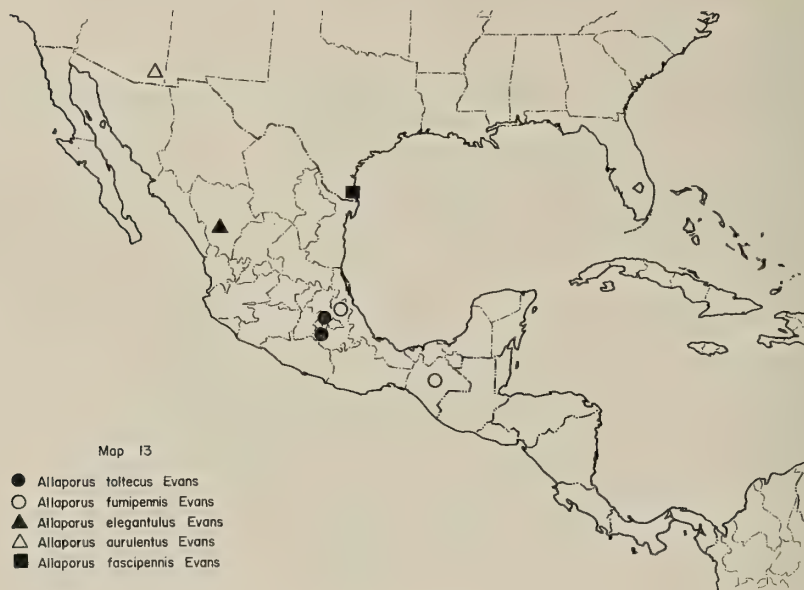 Map 13
Allaporus toltecus Evans
Allaporus fumipennis Evans
Allaporus elegantulus Evans
Allaporus aurulentus Evans
Allaporus fascipennis Evans